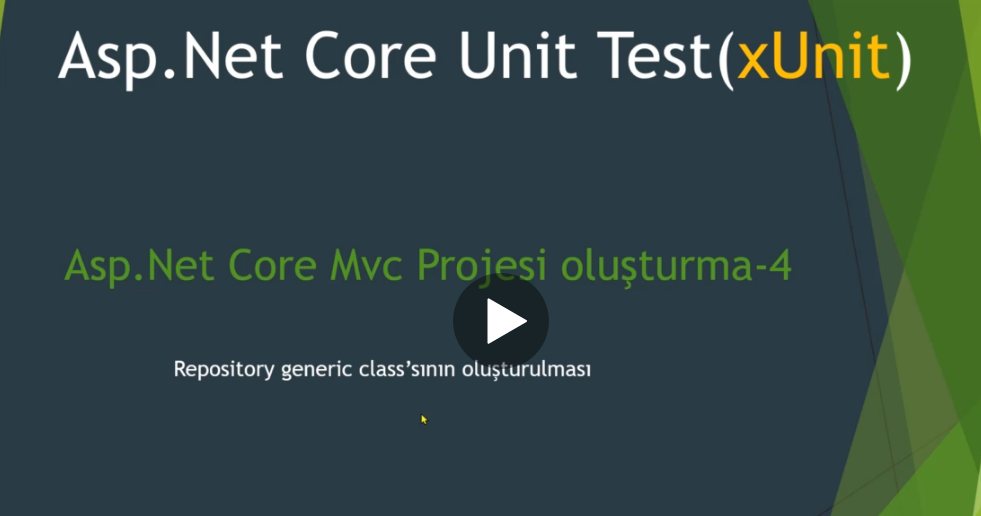 Asp.Net Core Unit Test(xUnit)
Asp.Net Core Mvc Projesi oluşturma-4
Repository generic class’sının oluşturulması